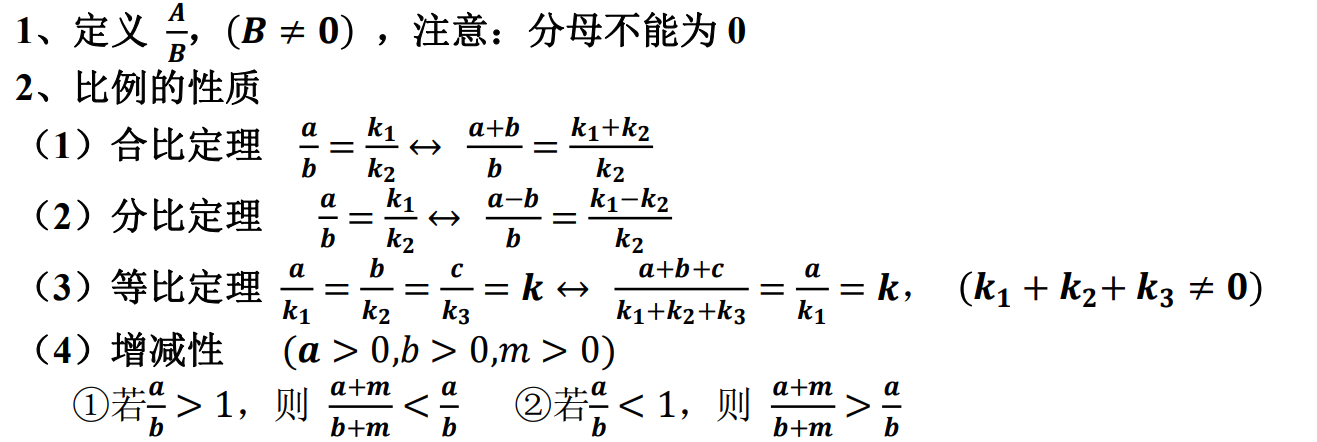 1、定义 $\frac{A}{B}$,（$B \neq 0$），注意：分母不能为 0
2、比例的性质
（1）合比定理 $\frac{a}{b} = \frac{k_1}{k_2} \leftrightarrow \frac{a+b}{b} = \frac{k_1+k_2}{k_2}$
（2）分比定理 $\frac{a}{b} = \frac{k_1}{k_2} \leftrightarrow \frac{a-b}{b} = \frac{k_1-k_2}{k_2}$
（3）等比定理 $\frac{a}{k_1} = \frac{b}{k_2} = \frac{c}{k_3} = k \leftrightarrow \frac{a+b+c}{k_1+k_2+k_3} = \frac{a}{k_1} = k$，（$k_1 + k_2 + k_3 \neq 0$）
（4）增减性 （$a > 0, b > 0, m > 0$）
①若$\frac{a}{b} > 1$，则 $\frac{a+m}{b+m} < \frac{a}{b}$ ②若$\frac{a}{b} < 1$，则 $\frac{a+m}{b+m} > \frac{a}{b}$